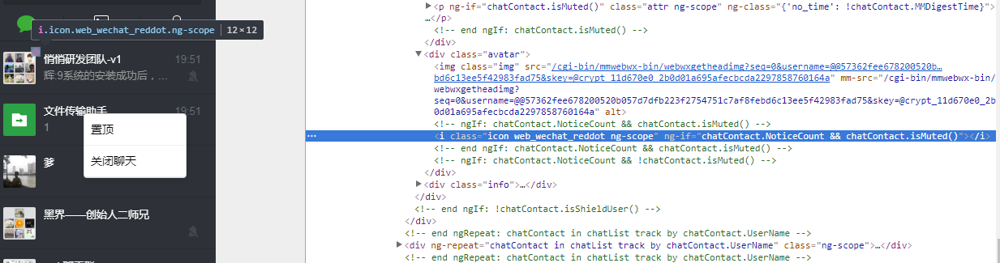 i.icon.web_wechat_reddot.ng-scope 12×12
悄悄研发团队-v1 19:51
辉:9系统的安装成功后，...
文件传输助手 19:51
1
置顶
关闭聊天
爹
黑界——创始人二师兄
▶<p ng-if="chatContact.isMuted()" class="attr ng-scope" ng-class="{'no_time': !chatContact.MMDigestTime}">
…</p>
<!-- end ngIf: chatContact.isMuted() -->
</div>
▼<div class="avatar">
<img class="img" src="/cgi-bin/mmwebwx-bin/webwxgetheadimg?seq=0&username=@@57362fee678200520b…
bd6c13ee5f42983fad75&skey=@crypt_11d670e0_2b0d01a695afecbcda2297858760164a" mm-src="/cgi-bin/mmwebwx-bin/
webwxgetheadimg?
seq=0&username=@@57362fee678200520b057d7dfb223f2754751c7af8febd6c13ee5f42983fad75&skey=@crypt_11d670e0_2b
0d01a695afecbcda2297858760164a" alt>
<!-- ngIf: chatContact.NoticeCount && chatContact.isMuted() -->
… <i class="icon web_wechat_reddot ng-scope" ng-if="chatContact.NoticeCount && chatContact.isMuted()"></i>
<!-- end ngIf: chatContact.NoticeCount && chatContact.isMuted() -->
<!-- ngIf: chatContact.NoticeCount && !chatContact.isMuted() -->
</div>
▶<div class="info">…</div>
</div>
<!-- end ngIf: !chatContact.isShieldUser() -->
</div>
<!-- end ngRepeat: chatContact in chatList track by chatContact.UserName -->
▶<div ng-repeat="chatContact in chatList track by chatContact.UserName" class="ng-scope">…</div>
<!-- end ngRepeat: chatContact in chatList track by chatContact.UserName -->